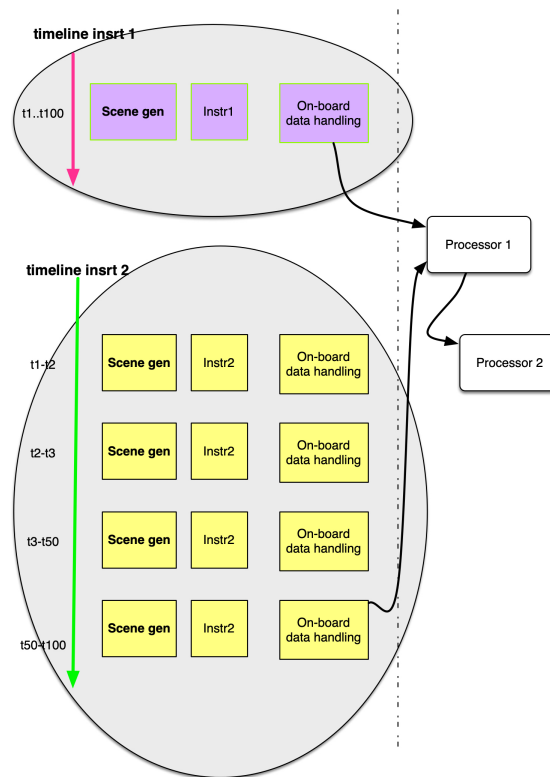 timeline insrt 1
t1..t100
Scene gen
Instr1
On-board
data handling
Processor 1
timeline insrt 2
Processor 2
t1-t2
Scene gen
Instr2
On-board
data handling
t2-t3
Scene gen
Instr2
On-board
data handling
t3-t50
Scene gen
Instr2
On-board
data handling
t50-t100
Scene gen
Instr2
On-board
data handling